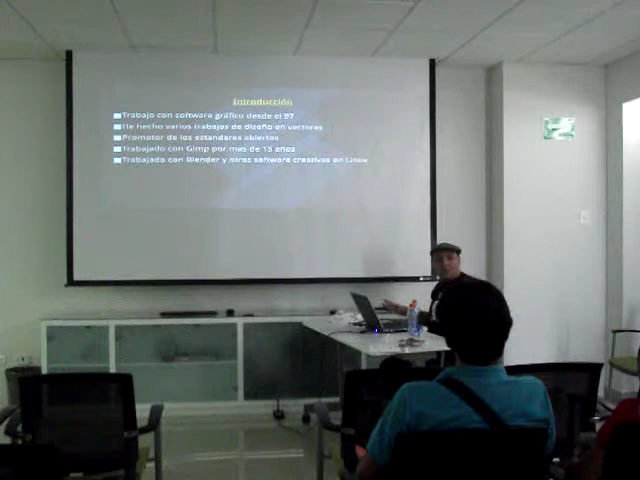 Introducción
Trabajo con software gráfico desde el 97
He hecho varios trabajos de diseño en vectores
Promotor de los estandares abiertos
Trabajado con Gimp por mas de 15 años
Trabajado con Blender y otros software creativos en Linux